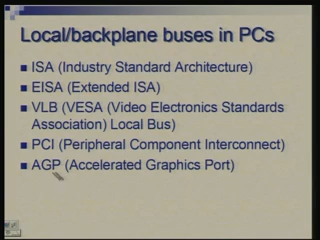 Local/backplane buses in PCs
ISA (Industry Standard Architecture)
EISA (Extended ISA)
VLB (VESA (Video Electronics Standards
Association) Local Bus)
PCI (Peripheral Component Interconnect)
AGP (Accelerated Graphics Port)